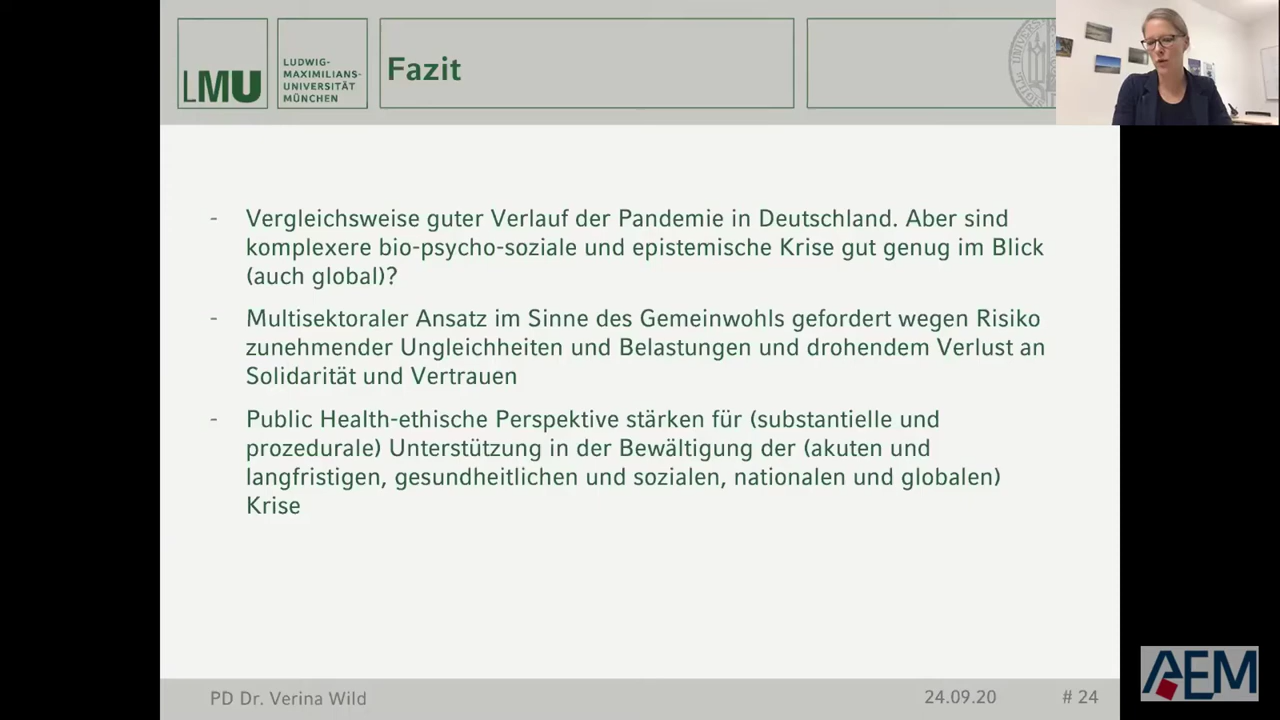 LMU
LUDWIG-
MAXIMILIANS-
UNIVERSITÄT
MÜNCHEN
Fazit
- Vergleichsweise guter Verlauf der Pandemie in Deutschland. Aber sind
komplexere bio-psycho-soziale und epistemische Krise gut genug im Blick
(auch global)?
- Multisektoraler Ansatz im Sinne des Gemeinwohls gefordert wegen Risiko
zunehmender Ungleichheiten und Belastungen und drohendem Verlust an
Solidarität und Vertrauen
- Public Health-ethische Perspektive stärken für (substantielle und
prozedurale) Unterstützung in der Bewältigung der (akuten und
langfristigen, gesundheitlichen und sozialen, nationalen und globalen)
Krise
PD Dr. Verina Wild
24.09.20
# 24
AEM